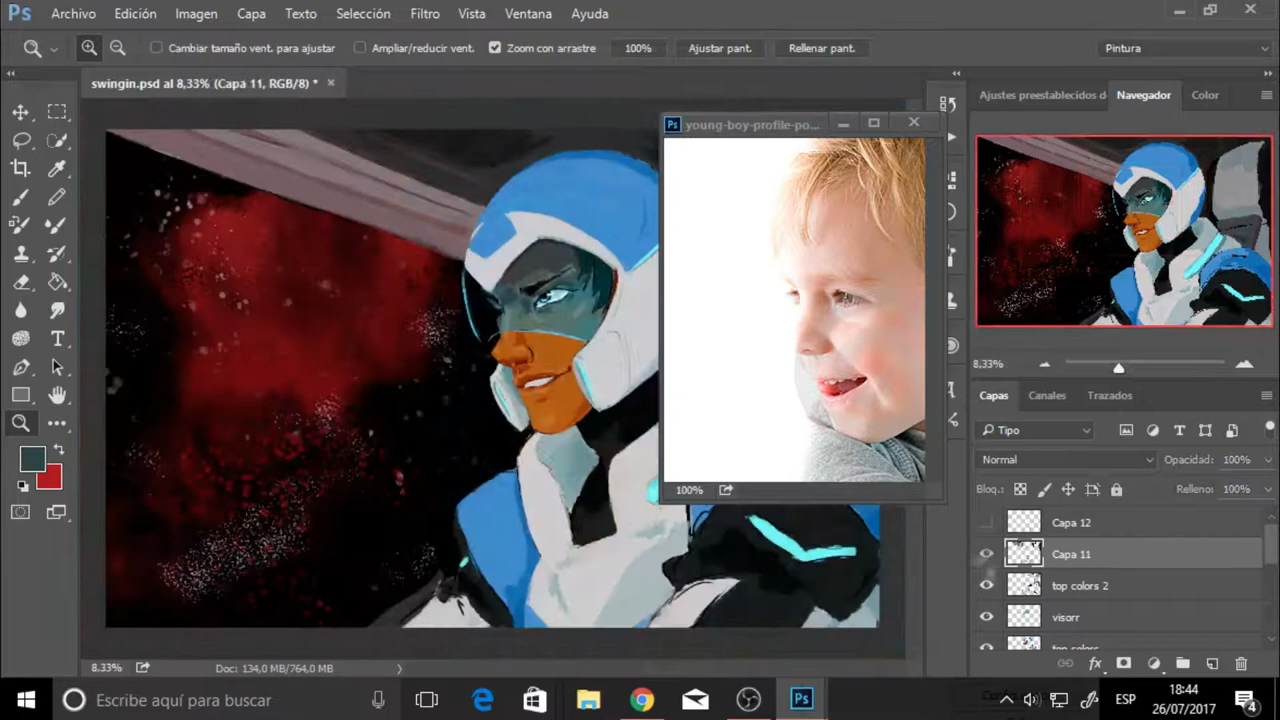 Ps Archivo Edición Imagen Capa Texto Selección Filtro Vista Ventana Ayuda
Cambiar tamaño vent. para ajustar Ampliar/reducir vent. Zoom con arrastre 100% Ajustar pant. Rellenar pant. Pintura
swingin.psd al 8,33% (Capa 11, RGB/8) *
Ajustes preestablecidos d Navegador Color
Ps young-boy-profile-po...
8,33%
Capas Canales Trazados
Tipo
Normal Opacidad: 100%
Bloq.: Relleno: 100%
100%
Capa 12
Capa 11
top colors 2
visorr
top colors
8,33% Doc: 134,0 MB/764,0 MB
Escribe aquí para buscar
Ps
ESP
18:44
26/07/2017
4